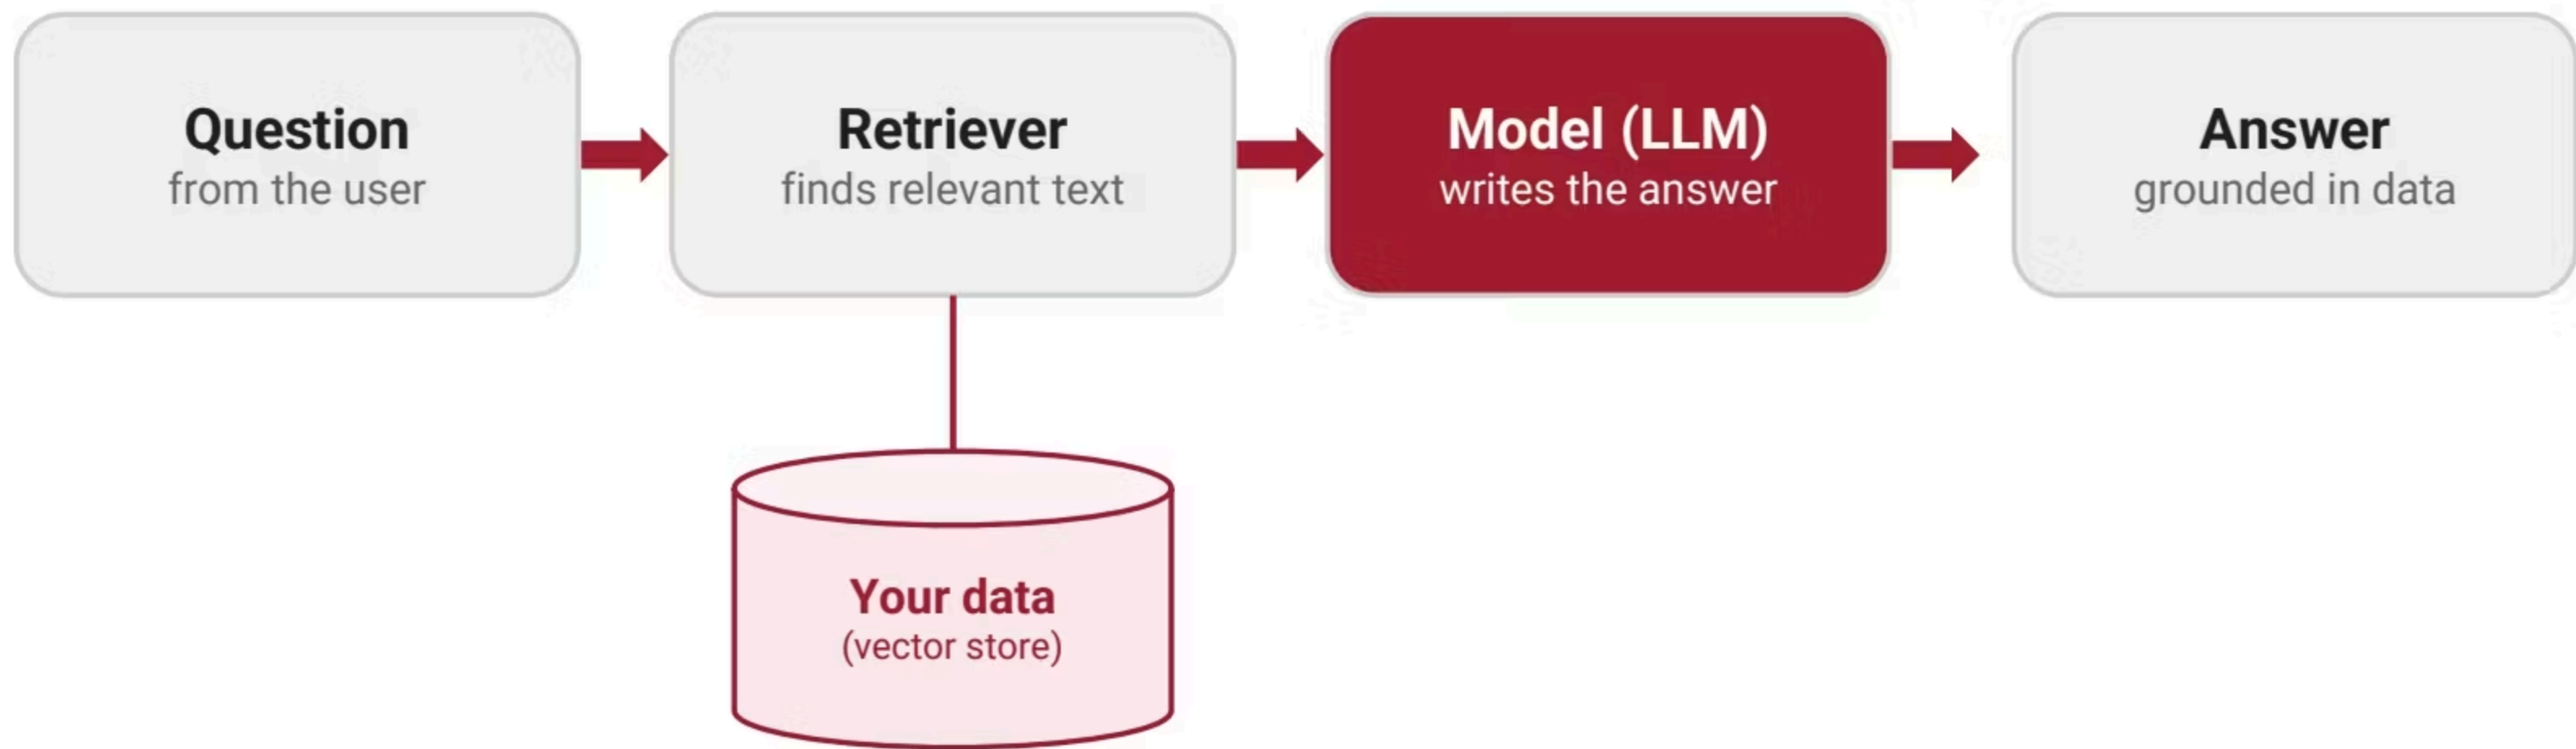 Question
from the user
Retriever
finds relevant text
Model (LLM)
writes the answer
Answer
grounded in data
Your data
(vector store)